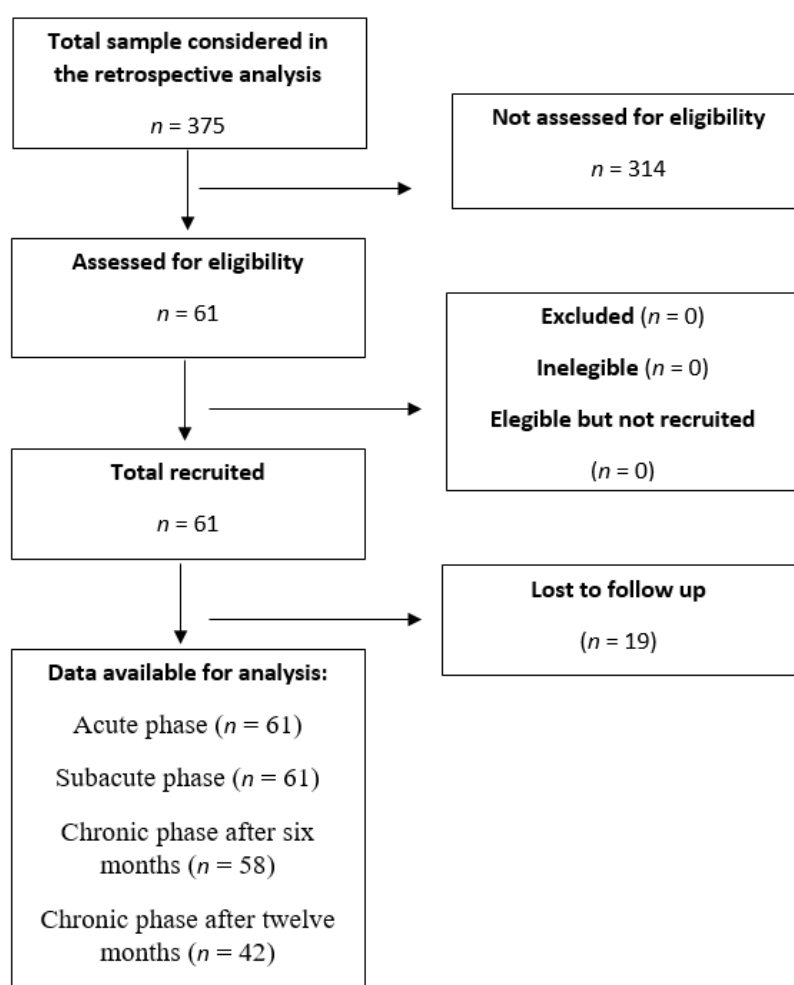 Total sample considered in
the retrospective analysis
n = 375
Not assessed for eligibility
n = 314
Assessed for eligibility
n = 61
Excluded (n = 0)
Inelegible (n = 0)
Elegible but not recruited
(n = 0)
Total recruited
n = 61
Lost to follow up
(n = 19)
Data available for analysis:
Acute phase (n = 61)
Subacute phase (n = 61)
Chronic phase after six
months (n = 58)
Chronic phase after twelve
months (n = 42)